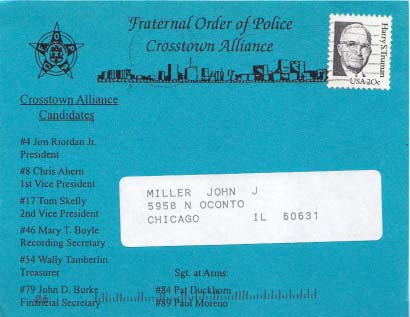 Fraternal Order of Police
Crosstown Alliance
Harry S. Truman
USA 20c
Crosstown Alliance
Candidates
#4 Jim Riordan Jr.
President
#8 Chris Ahern
1st Vice President
#17 Tom Skelly
2nd Vice President
#46 Mary T. Boyle
Recording Secretary
#54 Wally Tamberlin
Treasurer
#79 John D. Burke
Financial Secretary
MILLER JOHN J
5958 N OCONTO
CHICAGO IL 60631
Sgt. at Arms:
#84 Pat Duckhorn
#89 Paul Moreno